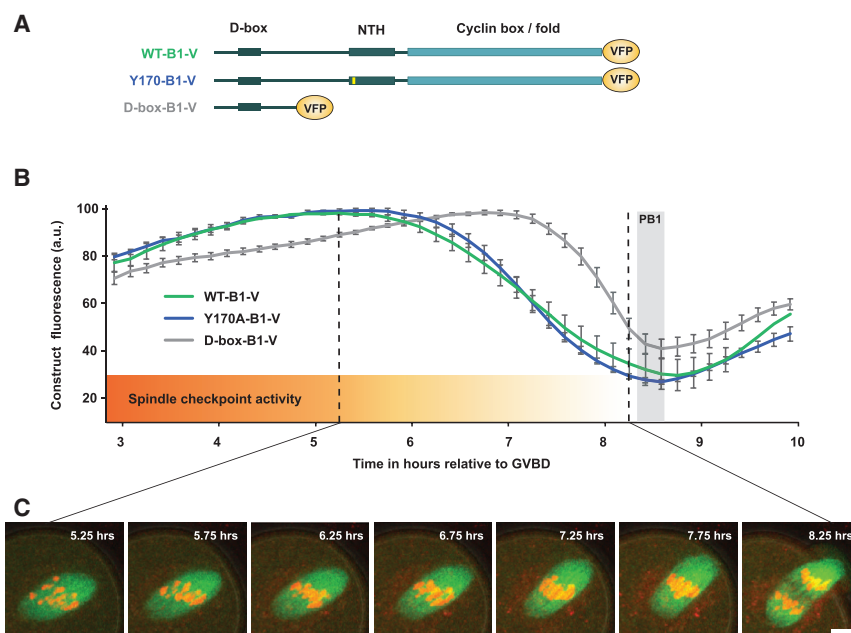 A
D-box NTH Cyclin box / fold
WT-B1-V VFP
Y170-B1-V VFP
D-box-B1-V VFP
B
Construct fluorescence (a.u.)
100
80
60
40
20
PB1
WT-B1-V
Y170A-B1-V
D-box-B1-V
Spindle checkpoint activity
3 4 5 6 7 8 9 10
Time in hours relative to GVBD
C
5.25 hrs 5.75 hrs 6.25 hrs 6.75 hrs 7.25 hrs 7.75 hrs 8.25 hrs